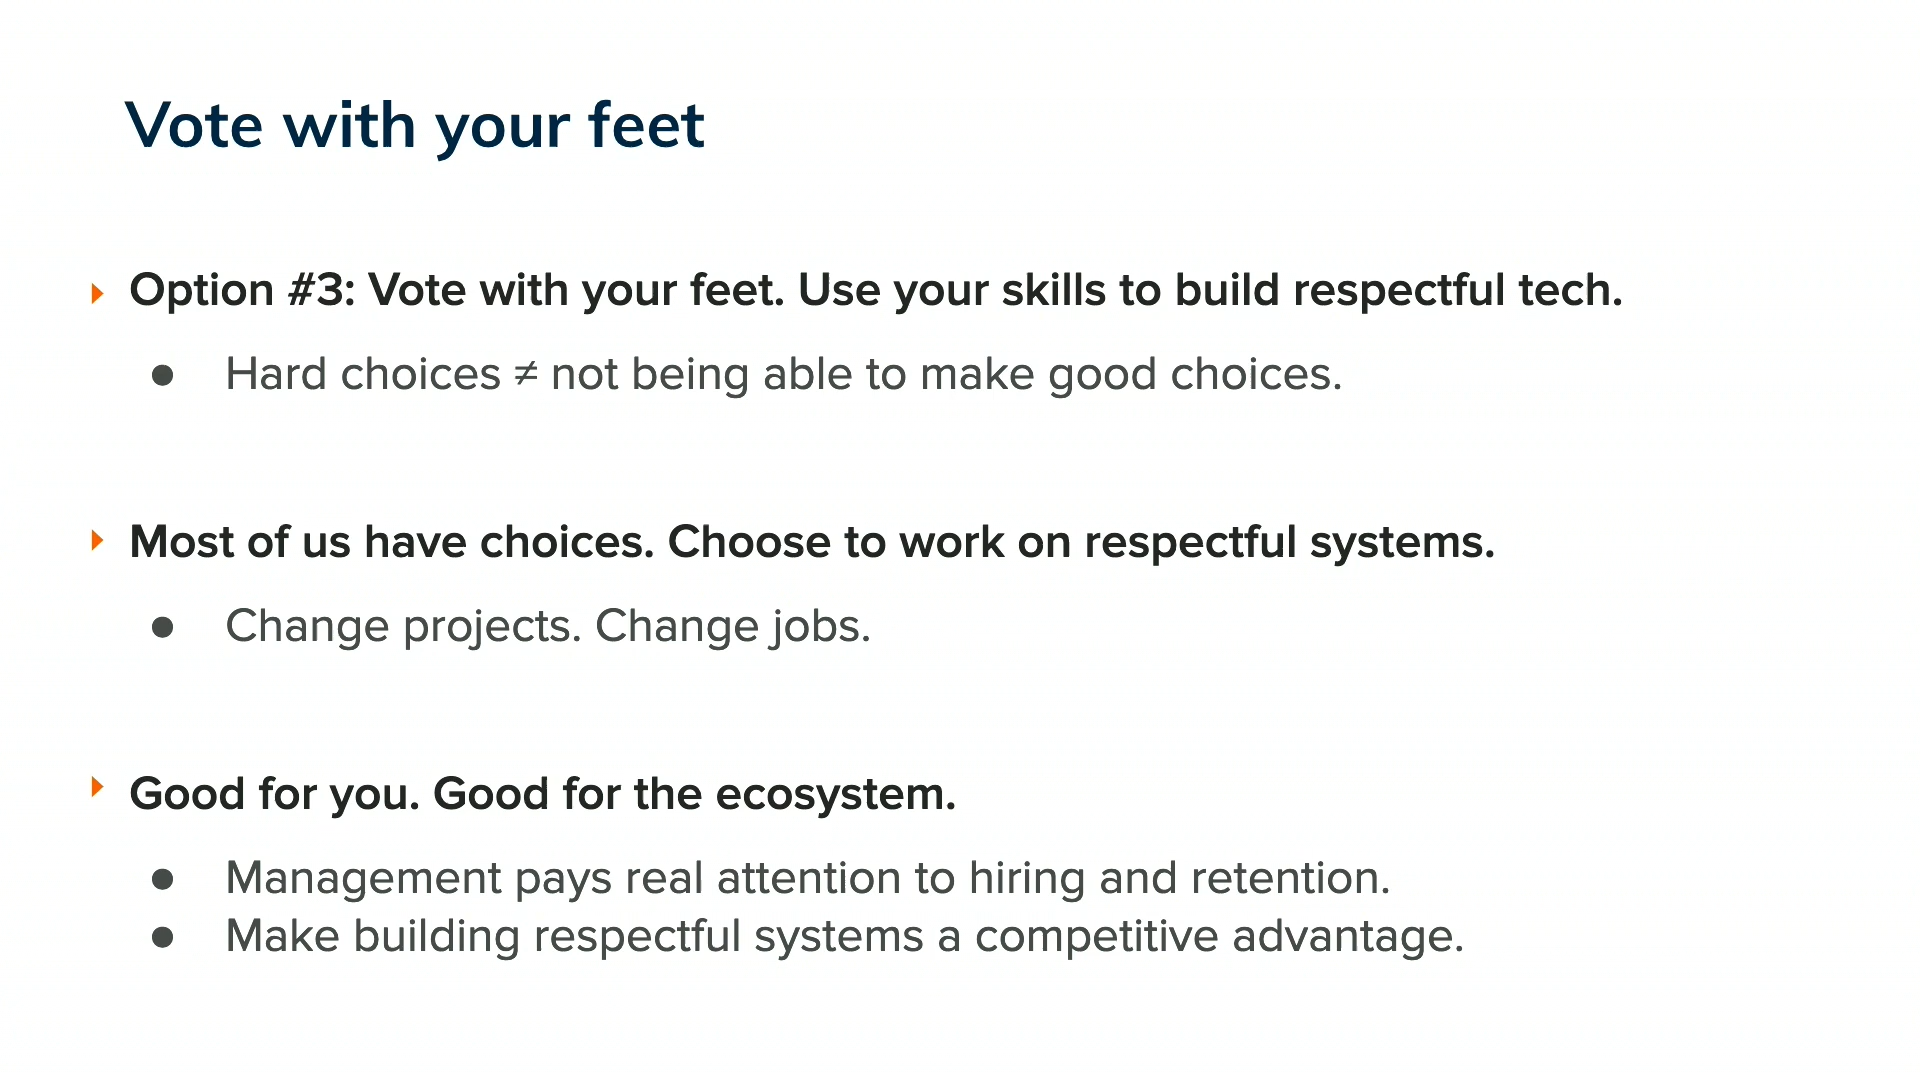 Vote with your feet
Option #3: Vote with your feet. Use your skills to build respectful tech.
● Hard choices ≠ not being able to make good choices.
Most of us have choices. Choose to work on respectful systems.
● Change projects. Change jobs.
Good for you. Good for the ecosystem.
● Management pays real attention to hiring and retention.
● Make building respectful systems a competitive advantage.